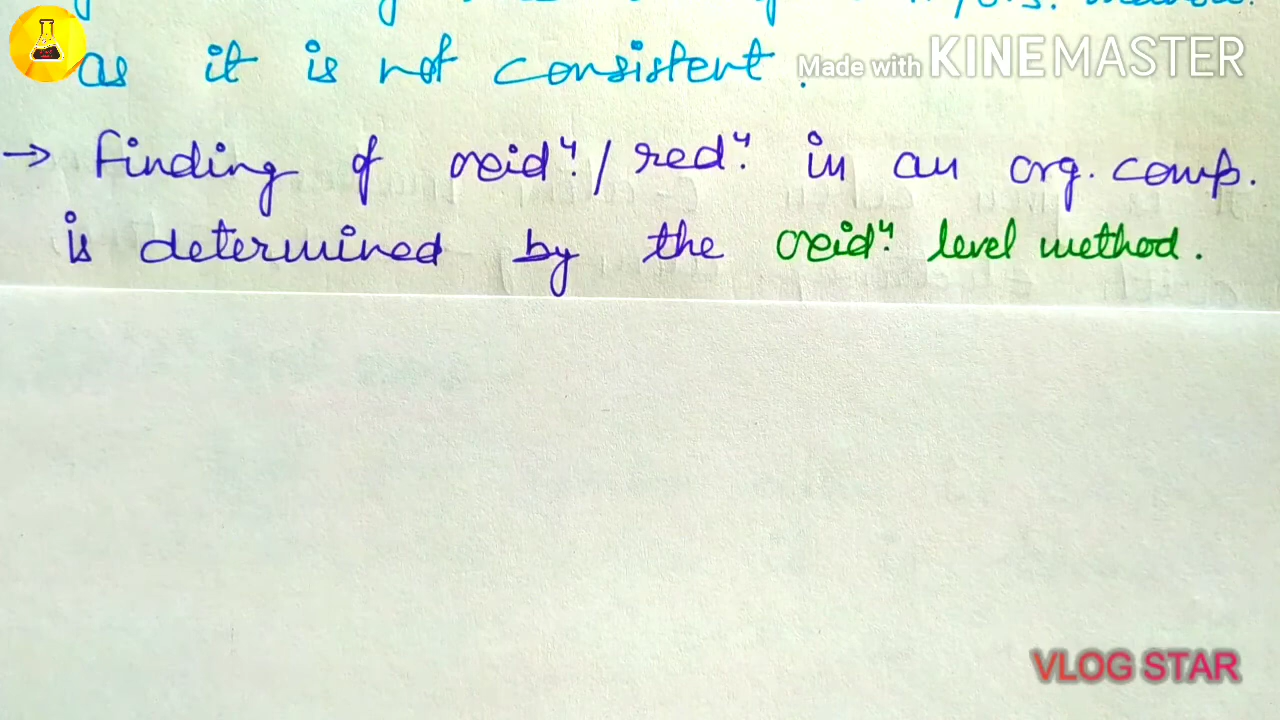 as it is not consistent.
Made with KINEMASTER
→ Finding of oxidⁿ./redⁿ. in an org. comp.
is determined by the oxidⁿ. level method.
VLOG STAR